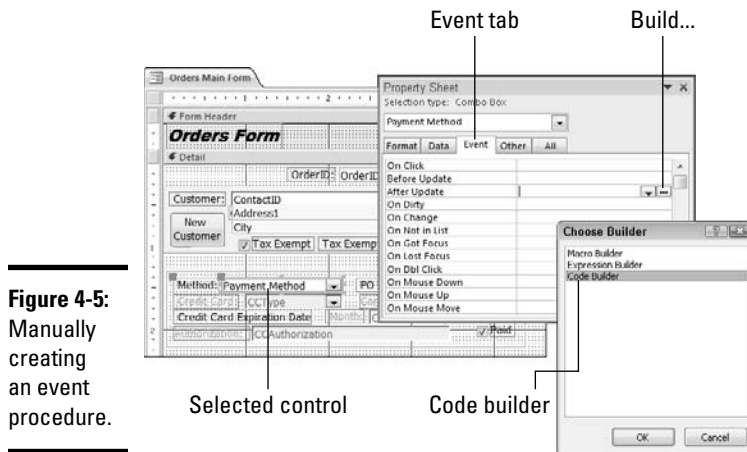 Event tab
Build...
Orders Main Form
Form Header
Orders Form
Detail
OrderID: OrderID
Customer: ContactID
Address1
New Customer
City
Tax Exempt Tax Exemp
Method: Payment Method PO
Credit Card: CCType
Credit Card Expiration Date Month:
Authorization: CCAuthorization
Paid
Property Sheet
Selection type: Combo Box
Payment Method
Format Data Event Other All
On Click
Before Update
After Update
On Dirty
On Change
On Not in List
On Got Focus
On Lost Focus
On Dbl Click
On Mouse Down
On Mouse Up
On Mouse Move
Choose Builder
Macro Builder
Expression Builder
Code Builder
OK Cancel
Selected control
Code builder
Figure 4-5:
Manually
creating
an event
procedure.